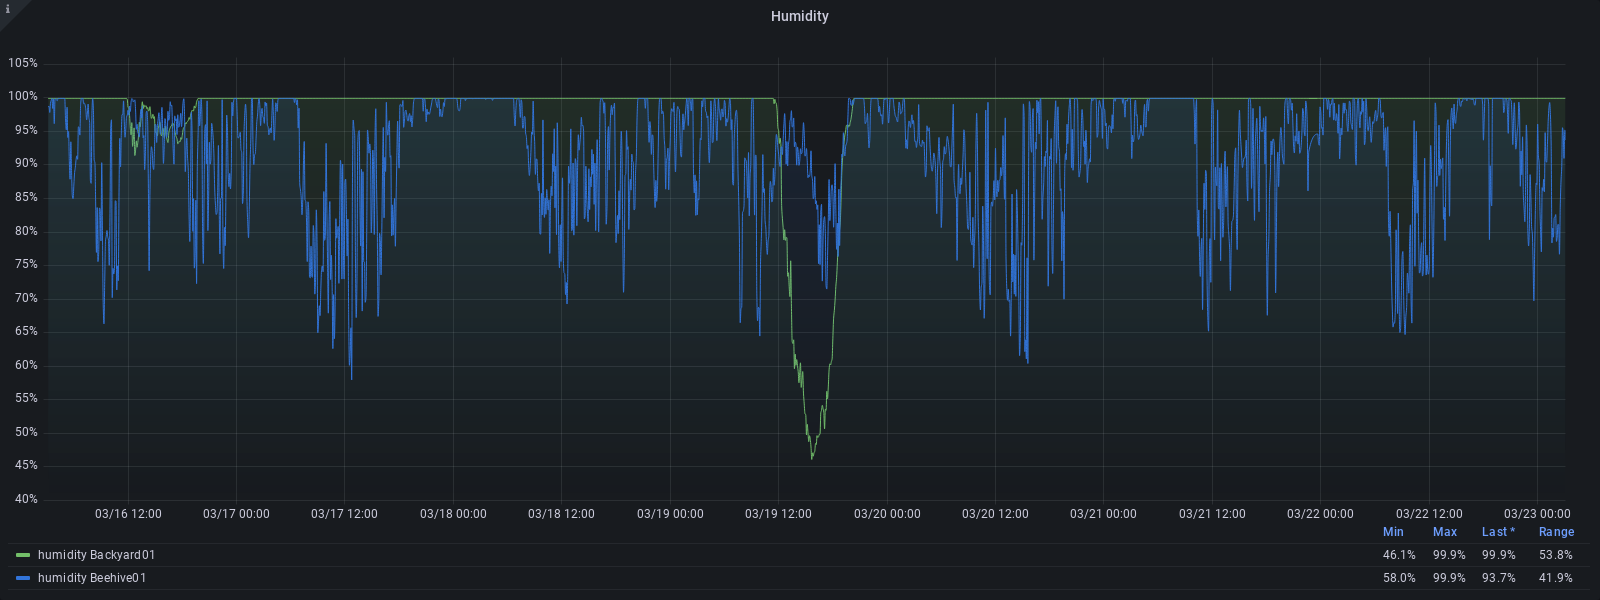 i
Humidity
105%
100%
95%
90%
85%
80%
75%
70%
65%
60%
55%
50%
45%
40%
03/16 12:00 03/17 00:00 03/17 12:00 03/18 00:00 03/18 12:00 03/19 00:00 03/19 12:00 03/20 00:00 03/20 12:00 03/21 00:00 03/21 12:00 03/22 00:00 03/22 12:00 03/23 00:00
Min Max Last * Range
humidity Backyard01 46.1% 99.9% 99.9% 53.8%
humidity Beehive01 58.0% 99.9% 93.7% 41.9%